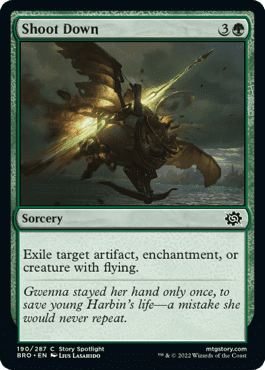 Shoot Down 3
Sorcery
Exile target artifact, enchantment, or
creature with flying.
Gwenna stayed her hand only once, to
save young Harbin's life—a mistake she
would never repeat.
190/287 C Story Spotlight
mtgstory.com
BRO • EN Lius Lasahido
™ & © 2022 Wizards of the Coast